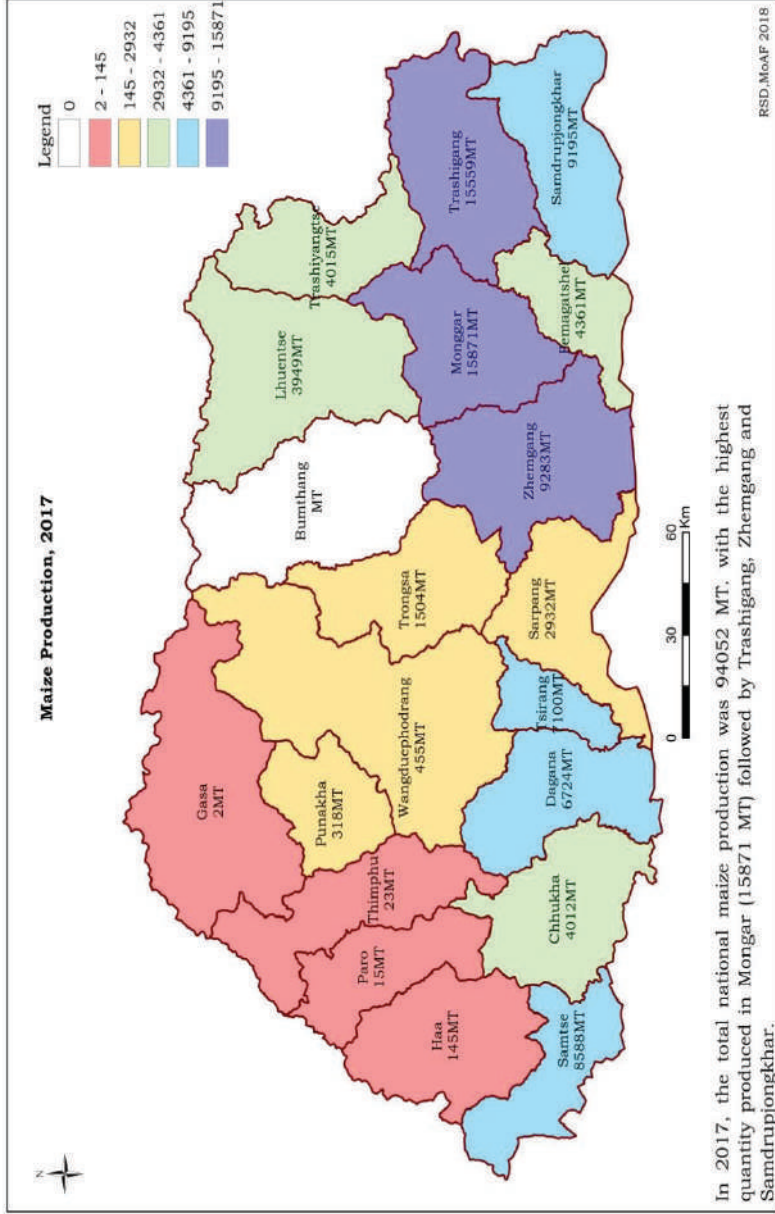 Maize Production, 2017
Legend
0
2 - 145
145 - 2932
2932 - 4361
4361 - 9195
9195 - 15871
N
Gasa
2MT
Punakha
318MT
Thimphu
23MT
Paro
15MT
Haa
145MT
Wangduephodrang
455MT
Trongsa
1504MT
Bumthang
MT
Lhuentse
3949MT
Trashiyangtse
4015MT
Monggar
15871MT
Trashigang
15559MT
Samtse
8588MT
Chhukha
4012MT
Dagana
6724MT
Tsirang
7100MT
Sarpang
2932MT
Zhemgang
9283MT
Pemagatshel
4361MT
Samdrupjongkhar
9195MT
0 30 60
Km
In 2017, the total national maize production was 94052 MT. with the highest
quantity produced in Mongar (15871 MT) followed by Trashigang, Zhemgang and
Samdrupjongkhar.
RSD,MoAF 2018